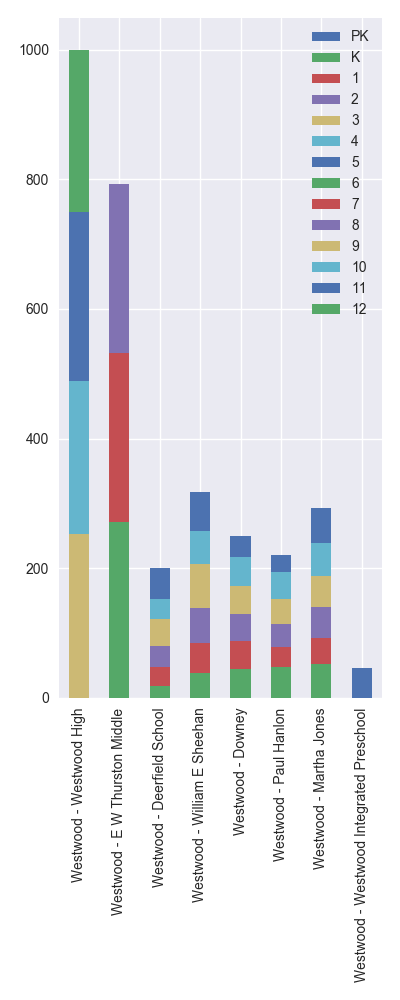 1000
800
600
400
200
0
PK
K
1
2
3
4
5
6
7
8
9
10
11
12
Westwood - Westwood High
Westwood - E W Thurston Middle
Westwood - Deerfield School
Westwood - William E Sheehan
Westwood - Downey
Westwood - Paul Hanlon
Westwood - Martha Jones
Westwood - Westwood Integrated Preschool